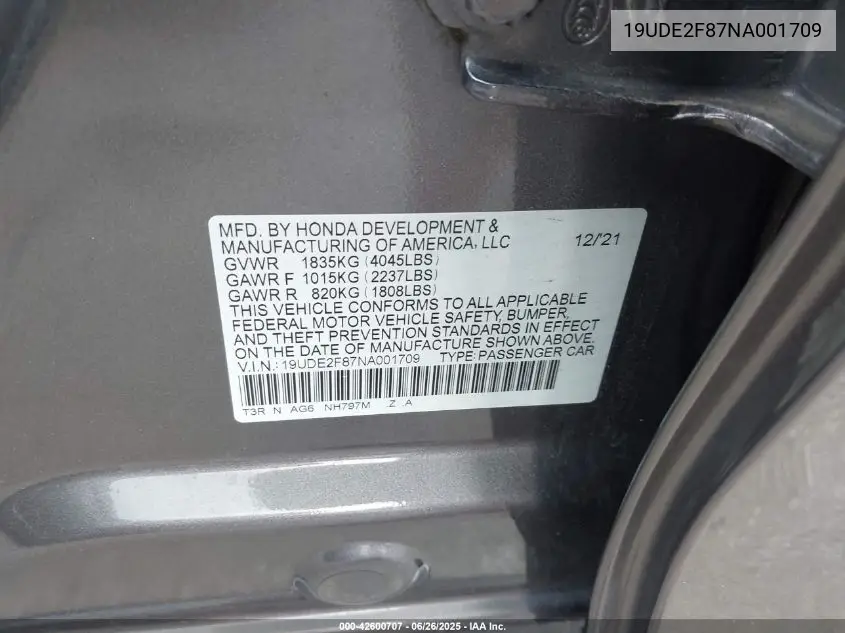 19UDE2F87NA001709
MFD. BY HONDA DEVELOPMENT &
MANUFACTURING OF AMERICA, LLC 12/'21
GVWR 1835KG (4045LBS)
GAWR F 1015KG (2237LBS)
GAWR R 820KG (1808LBS)
THIS VEHICLE CONFORMS TO ALL APPLICABLE
FEDERAL MOTOR VEHICLE SAFETY, BUMPER,
AND THEFT PREVENTION STANDARDS IN EFFECT
ON THE DATE OF MANUFACTURE SHOWN ABOVE.
V.I.N.: 19UDE2F87NA001709 TYPE: PASSENGER CAR
T3R N AG6 NH797M .Z .A
000-42600707 - 06/26/2025 - IAA Inc.